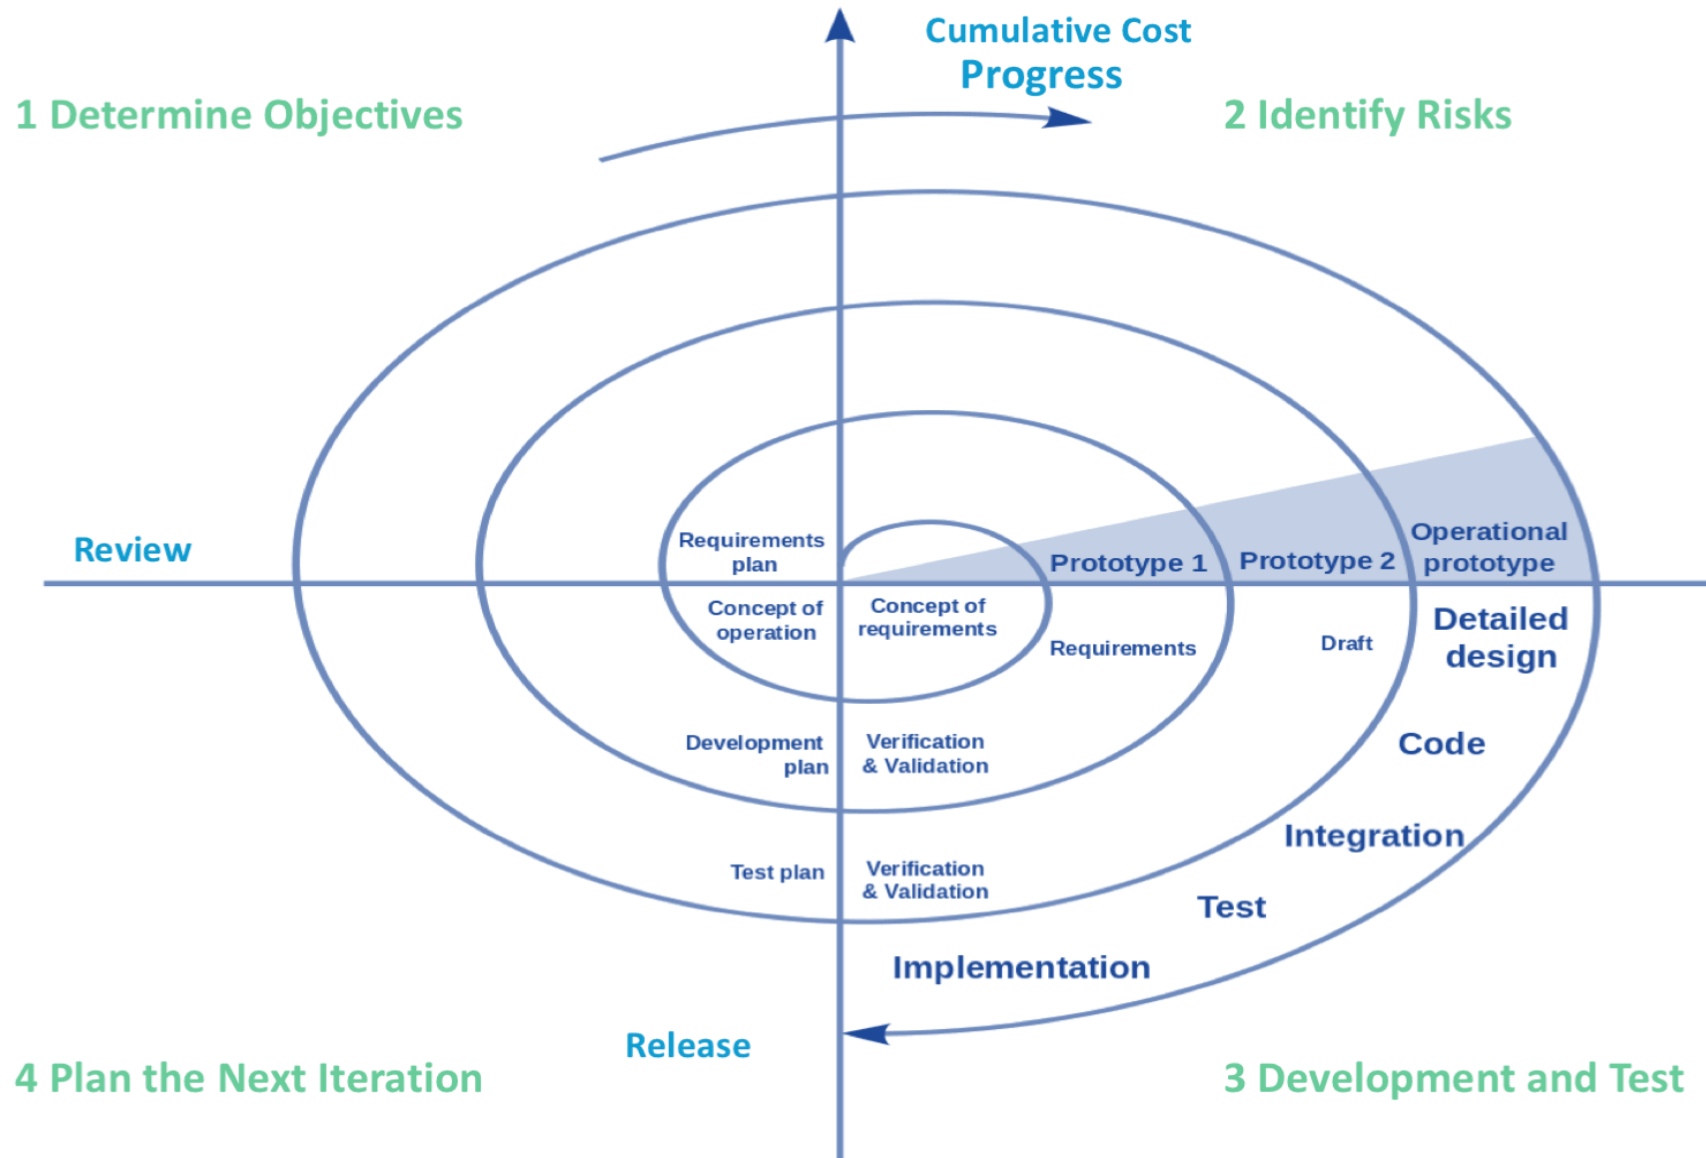 Cumulative Cost
Progress
1 Determine Objectives
2 Identify Risks
Review
Requirements
plan
Prototype 1
Prototype 2
Operational
prototype
Concept of
operation
Concept of
requirements
Requirements
Draft
Detailed
design
Development
plan
Verification
& Validation
Code
Integration
Test plan
Verification
& Validation
Test
Implementation
Release
4 Plan the Next Iteration
3 Development and Test